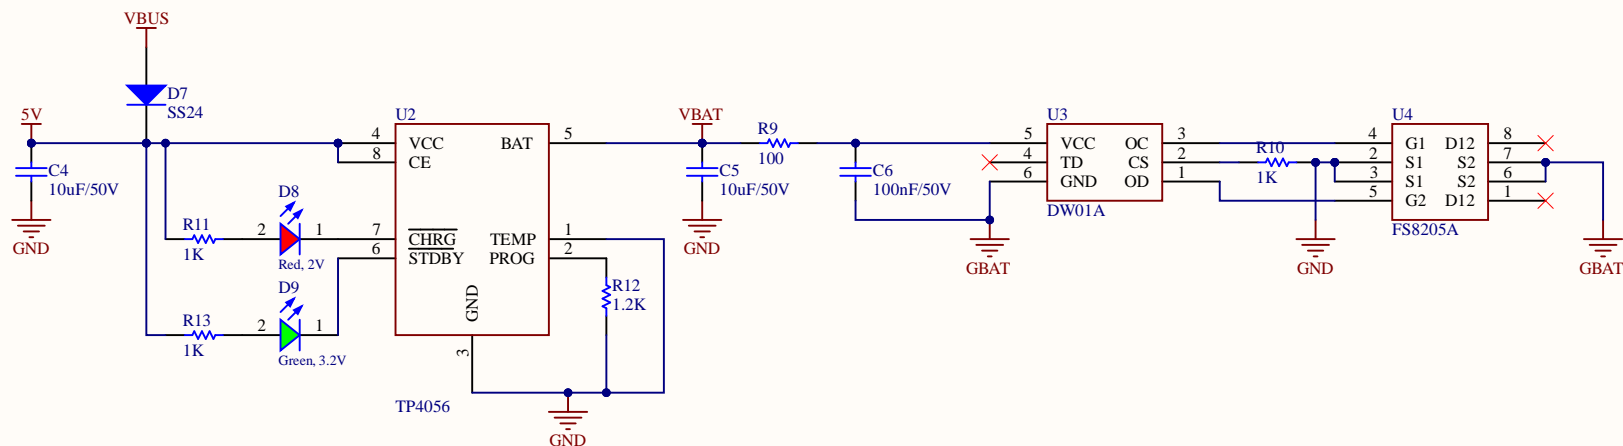 VBUS
D7
SS24
5V
C4
10uF/50V
GND
R11
1K
D8
2
1
Red, 2V
R13
1K
D9
2
1
Green, 3.2V
U2
4
VCC
8
CE
7
CHRG
6
STDBY
BAT
5
TEMP
1
PROG
2
GND
3
TP4056
R12
1.2K
GND
VBAT
C5
10uF/50V
GND
R9
100
C6
100nF/50V
U3
5
VCC
4
TD
6
GND
OC
3
CS
2
OD
1
DW01A
GBAT
R10
1K
GND
U4
4
G1
2
S1
3
S1
5
G2
D12
8
S2
7
S2
6
D12
1
FS8205A
GBAT